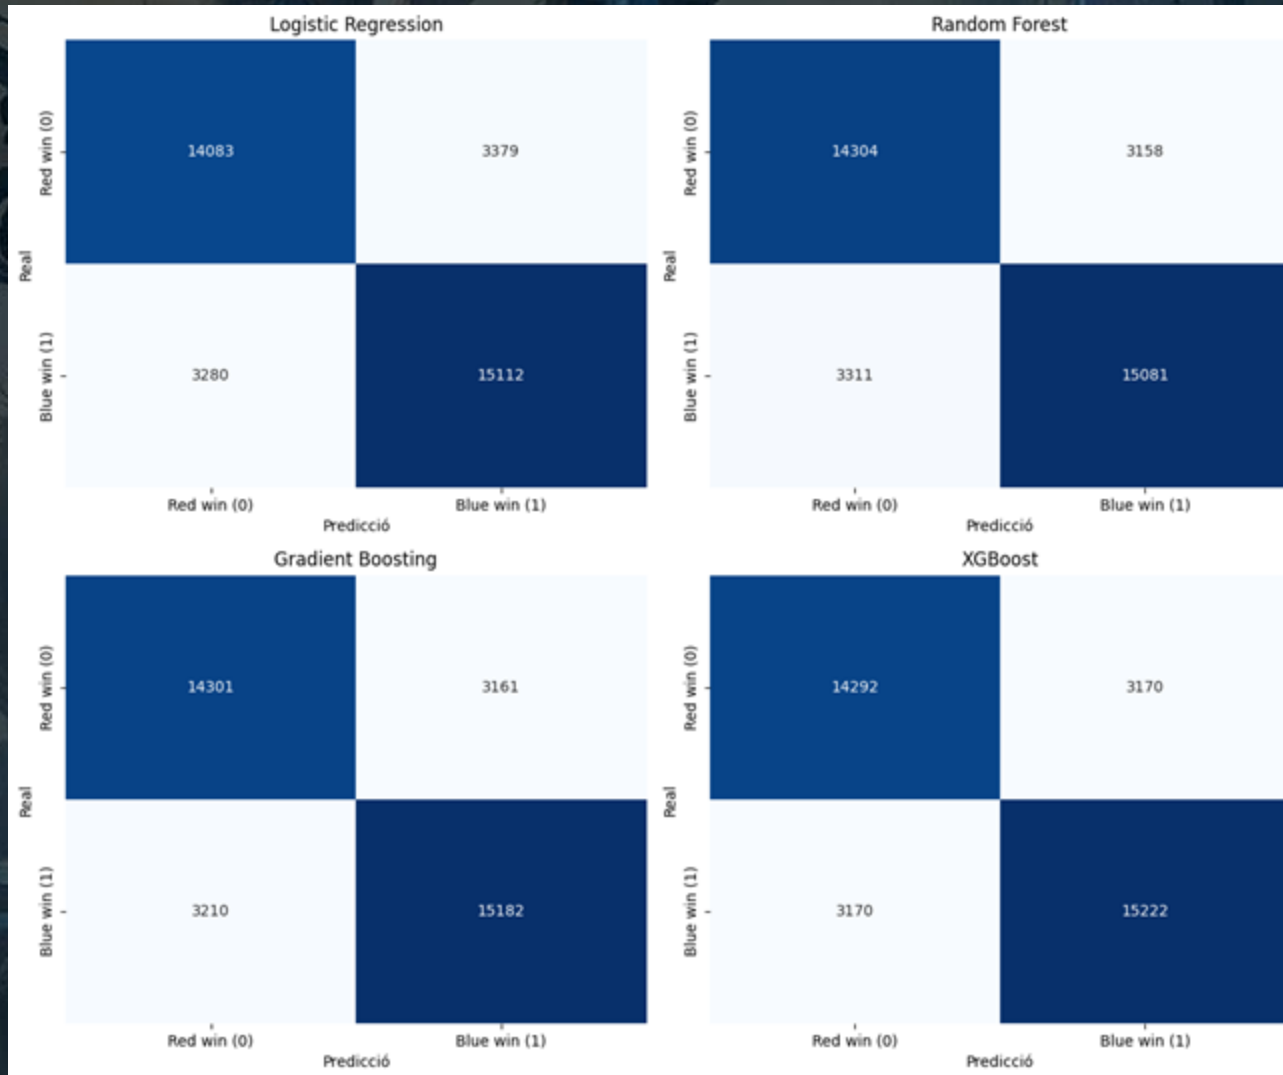 Logistic Regression
Real
Red win (0)
14083
3379
Blue win (1)
3280
15112
Red win (0)
Blue win (1)
Predicció
Random Forest
Real
Red win (0)
14304
3158
Blue win (1)
3311
15081
Red win (0)
Blue win (1)
Predicció
Gradient Boosting
Real
Red win (0)
14301
3161
Blue win (1)
3210
15182
Red win (0)
Blue win (1)
Predicció
XGBoost
Real
Red win (0)
14292
3170
Blue win (1)
3170
15222
Red win (0)
Blue win (1)
Predicció